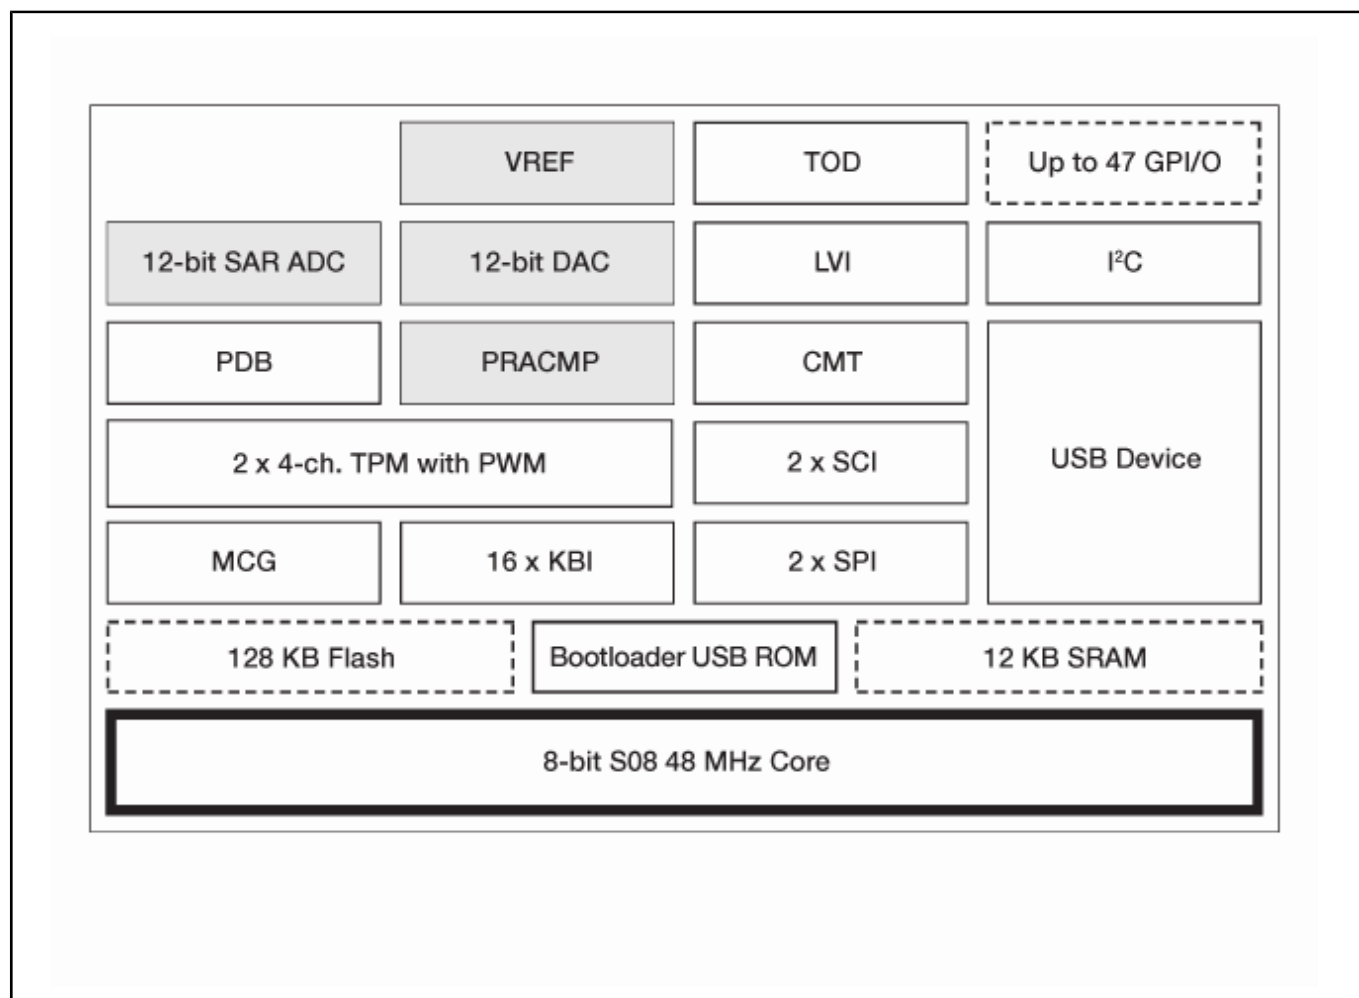 VREF
TOD
Up to 47 GPI/O
12-bit SAR ADC
12-bit DAC
LVI
I²C
PDB
PRACMP
CMT
USB Device
2 x 4-ch. TPM with PWM
2 x SCI
MCG
16 x KBI
2 x SPI
128 KB Flash
Bootloader USB ROM
12 KB SRAM
8-bit S08 48 MHz Core